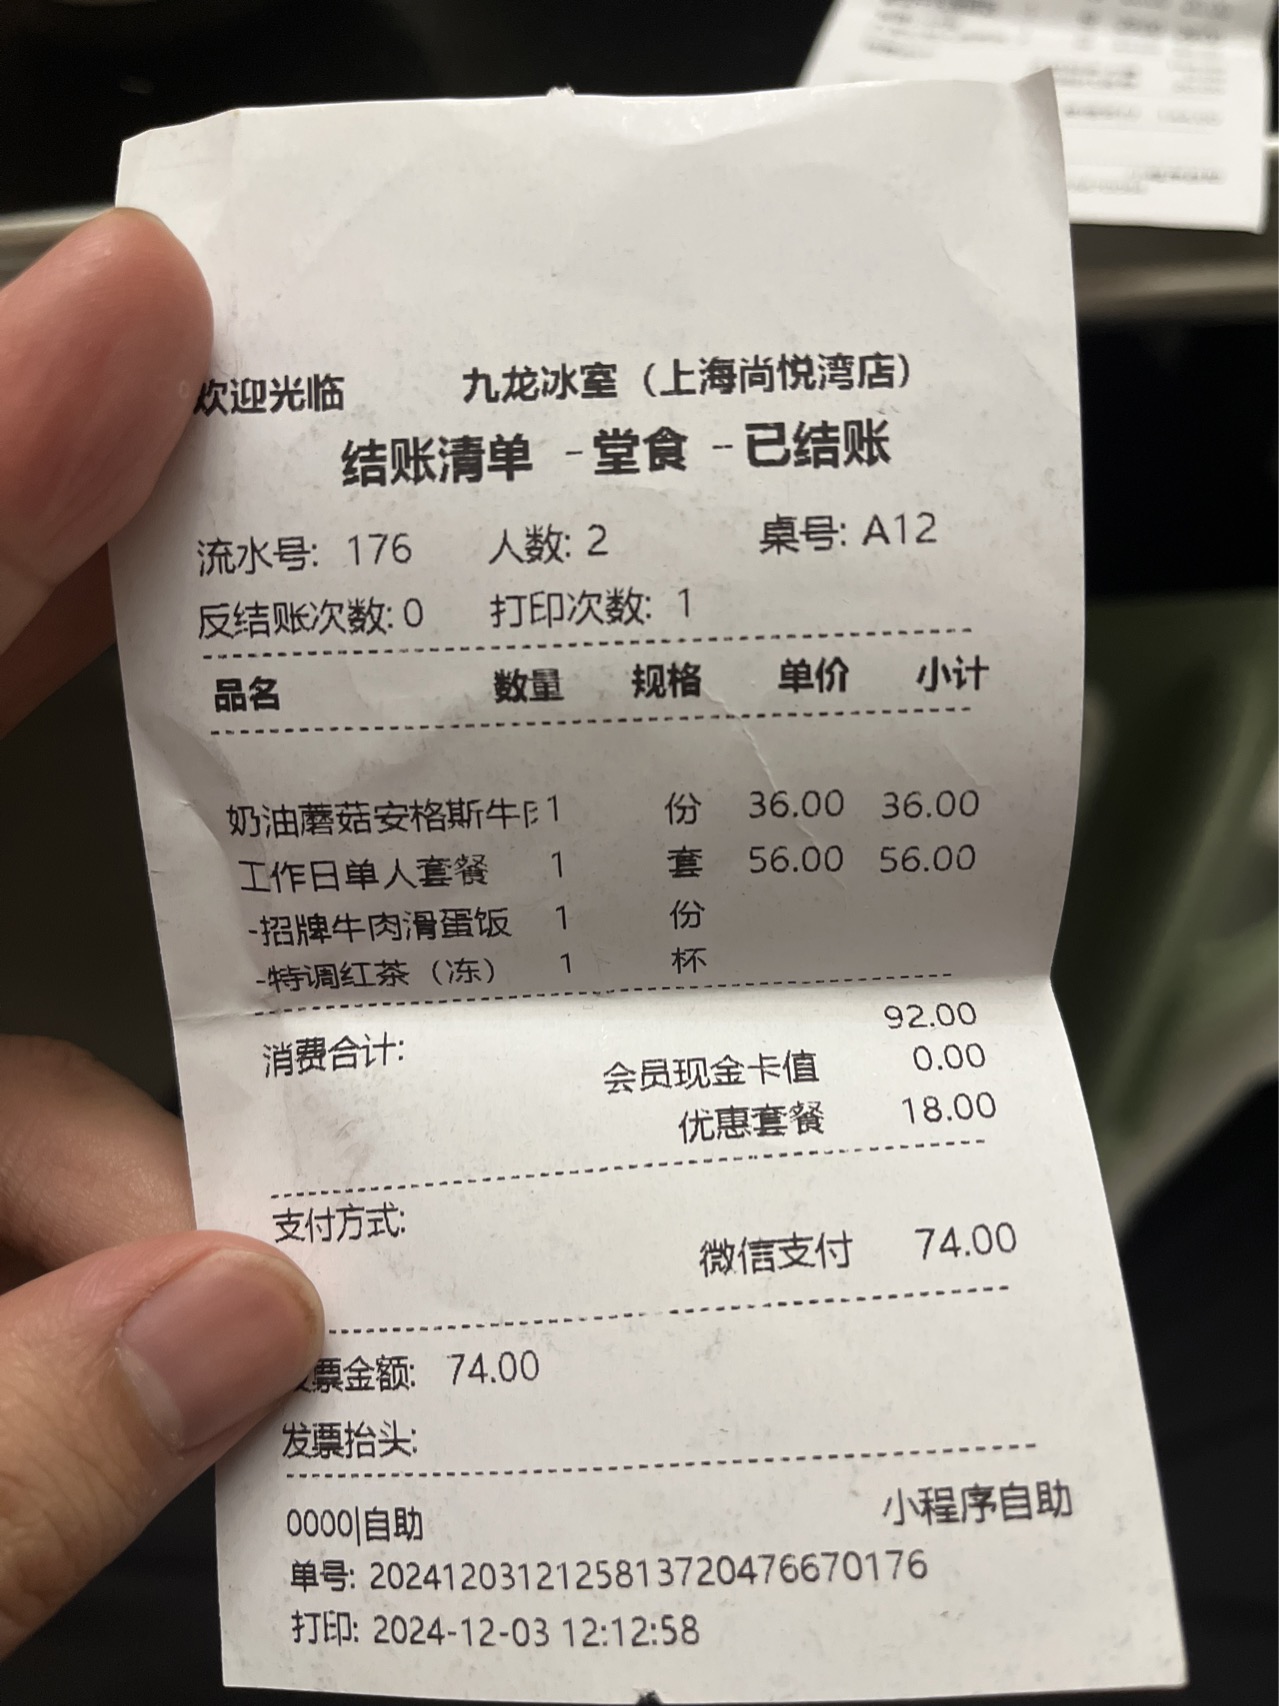 欢迎光临 九龙冰室（上海尚悦湾店）
结账清单 -堂食 --已结账
流水号: 176 人数: 2 桌号: A12
反结账次数: 0 打印次数: 1
品名 数量 规格 单价 小计
奶油蘑菇安格斯牛 1 份 36.00 36.00
工作日单人套餐 1 套 56.00 56.00
-招牌牛肉滑蛋饭 1 份
-特调红茶（冻） 1 杯
消费合计: 92.00
会员现金卡值 0.00
优惠套餐 18.00
支付方式:
微信支付 74.00
票金额: 74.00
发票抬头:
0000|自助 小程序自助
单号: 2024120312125813720476670176
打印: 2024-12-03 12:12:58